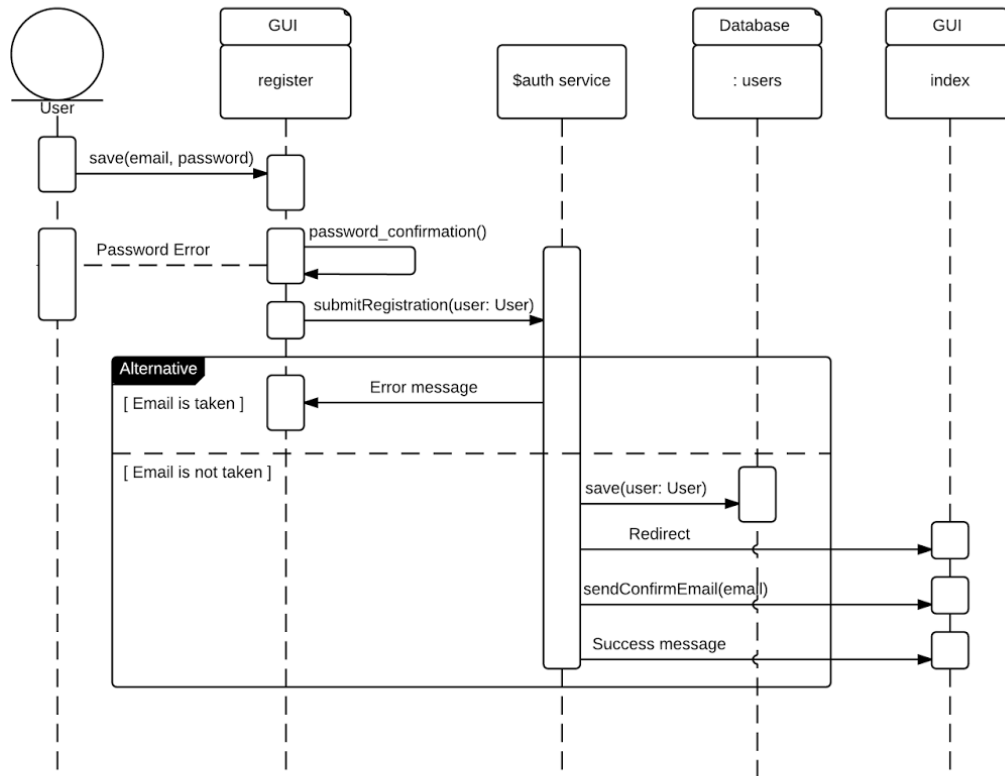 GUI
Database
GUI
register
$auth service
: users
index
User
save(email, password)
password_confirmation()
Password Error
submitRegistration(user: User)
Alternative
Error message
[ Email is taken ]
[ Email is not taken ]
save(user: User)
Redirect
sendConfirmEmail(email)
Success message